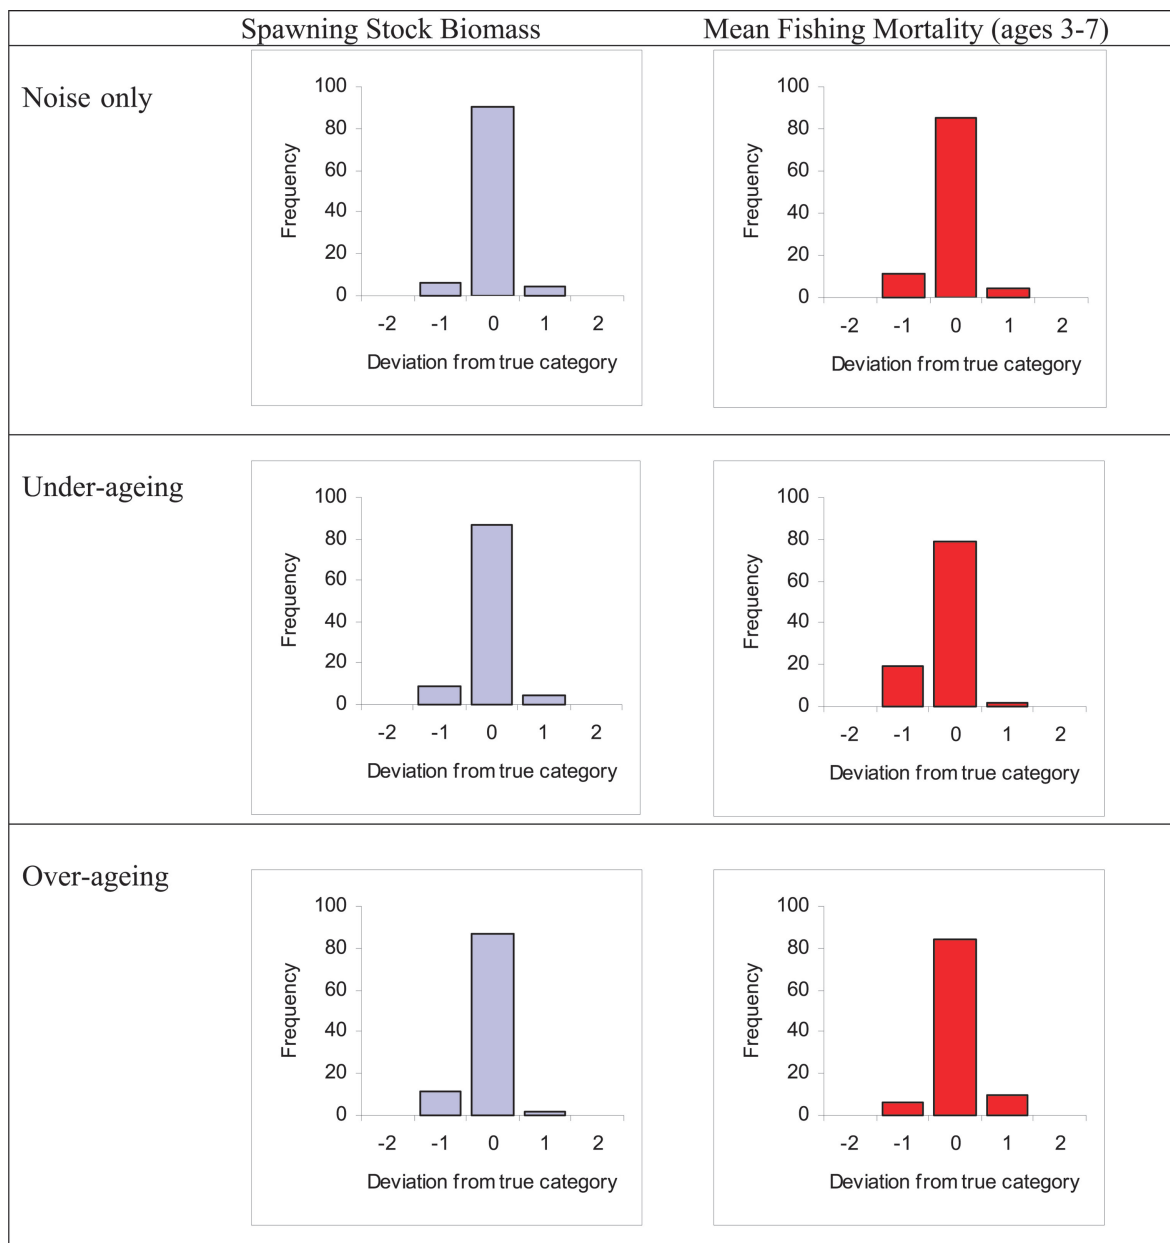 Spawning Stock Biomass Mean Fishing Mortality (ages 3-7)
Noise only
100
80
60
40
20
0
Frequency
-2 -1 0 1 2
Deviation from true category
100
80
60
40
20
0
Frequency
-2 -1 0 1 2
Deviation from true category
Under-ageing
100
80
60
40
20
0
Frequency
-2 -1 0 1 2
Deviation from true category
100
80
60
40
20
0
Frequency
-2 -1 0 1 2
Deviation from true category
Over-ageing
100
80
60
40
20
0
Frequency
-2 -1 0 1 2
Deviation from true category
100
80
60
40
20
0
Frequency
-2 -1 0 1 2
Deviation from true category